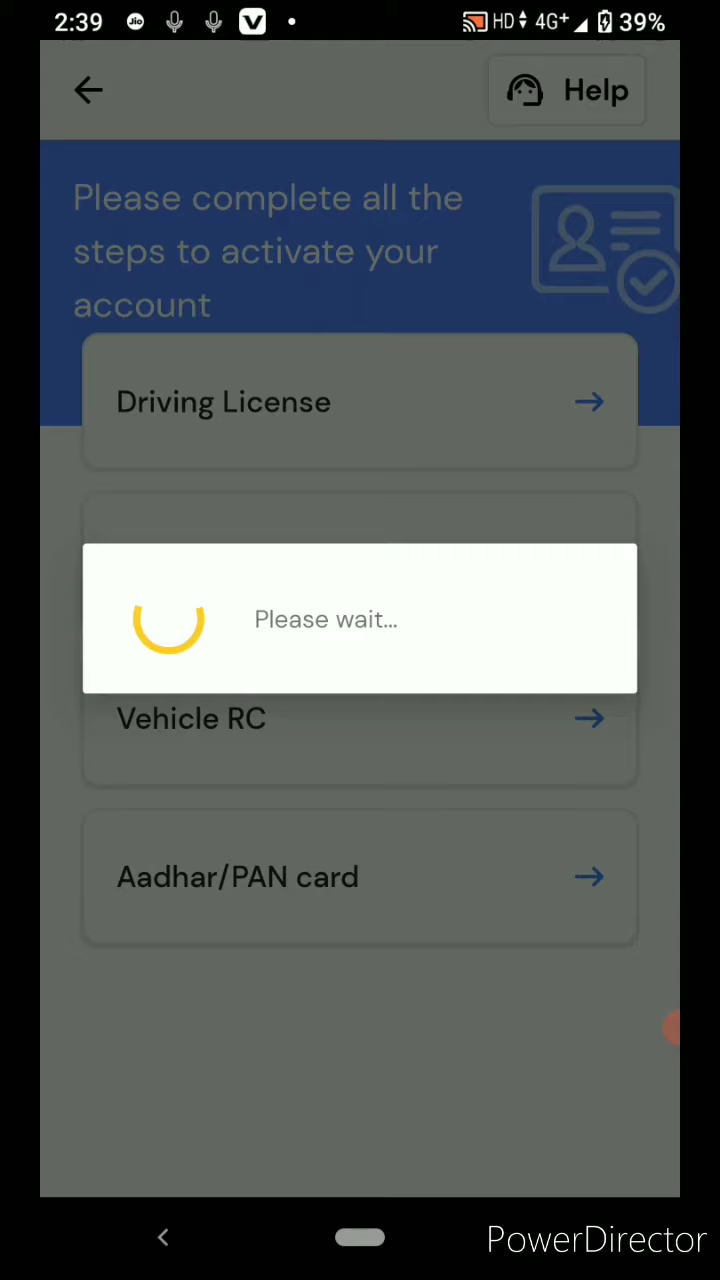 2:39 Jio V HD 4G+ 39%
Help
Please complete all the
steps to activate your
account
Driving License
Please wait...
Vehicle RC
Aadhar/PAN card
PowerDirector